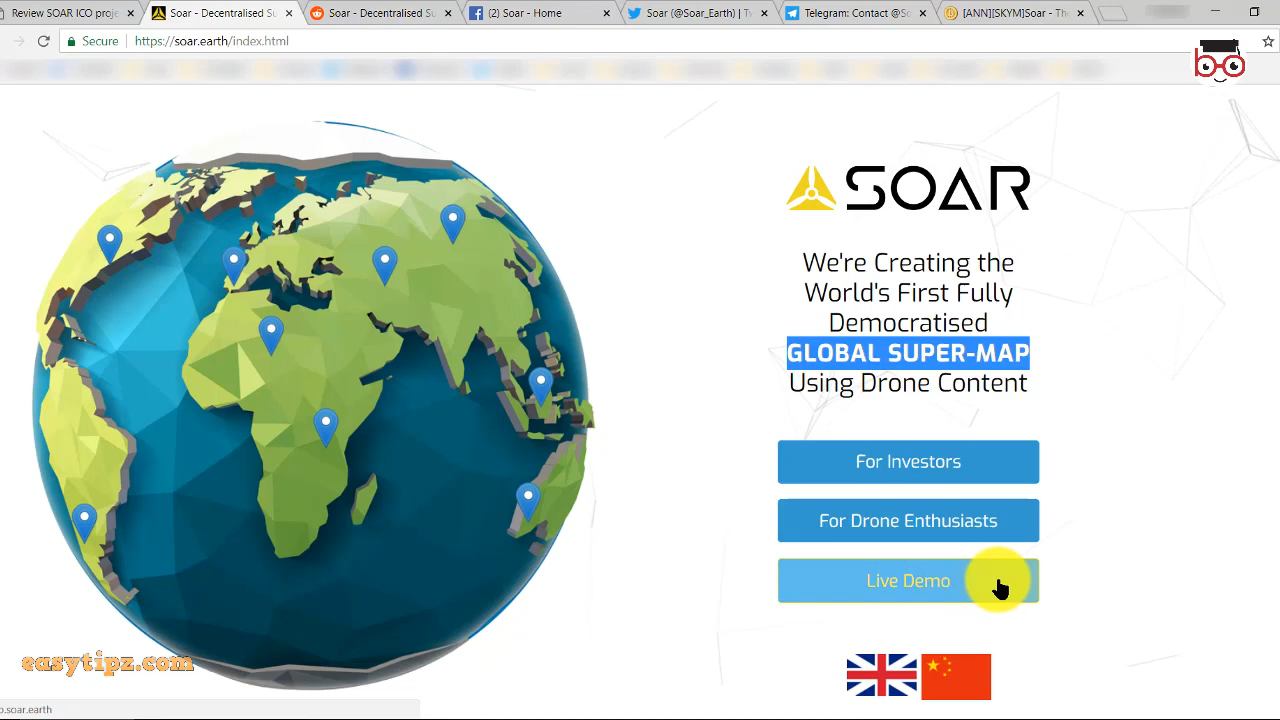 Review SOAR ICO proje
Soar - Decentralised Su
Soar - Decentralised Su
(2) Soar - Home
Soar (@Soar_Earth) |
Telegram: Contact @So
[ANN][SKYM]Soar - The
Secure
https://soar.earth/index.html
SOAR
We're Creating the
World's First Fully
Democratised
GLOBAL SUPER-MAP
Using Drone Content
For Investors
For Drone Enthusiasts
Live Demo
easytipz.com
o.soar.earth